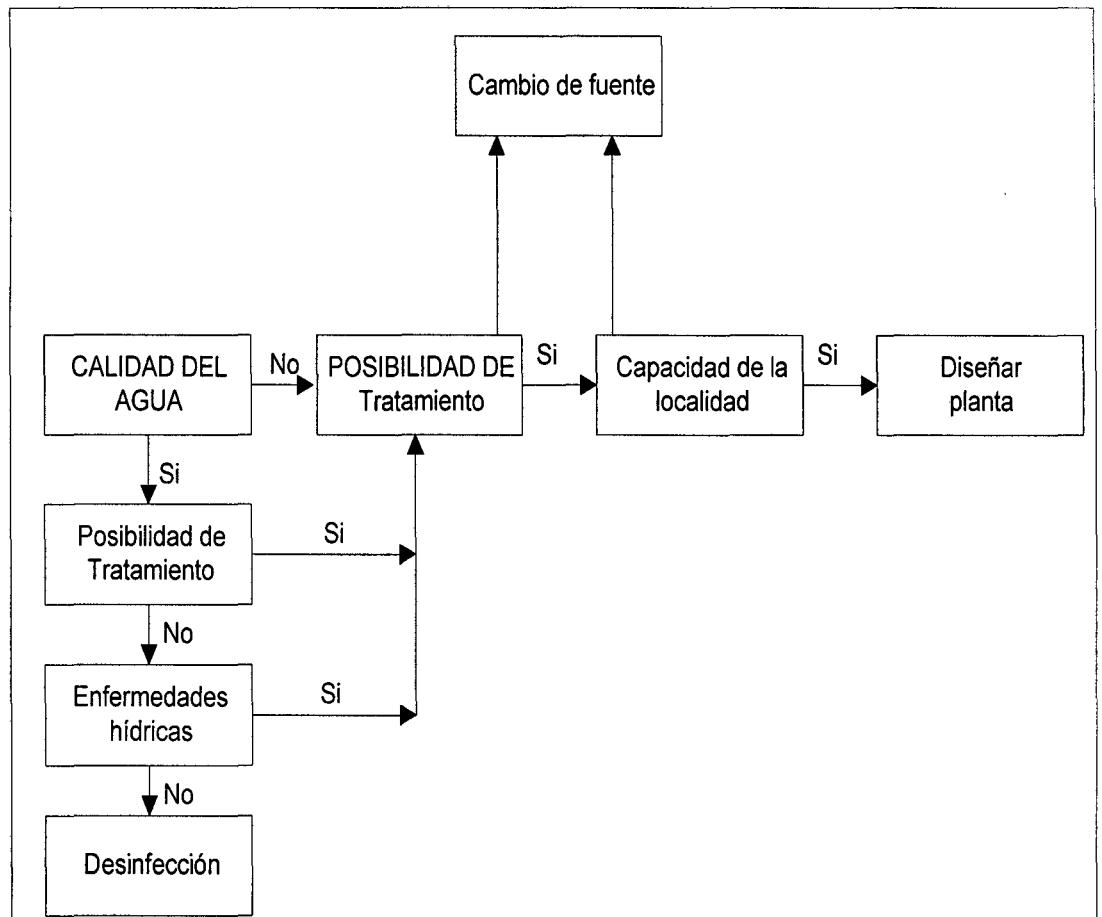 Cambio de fuente
CALIDAD DEL
AGUA
No
POSIBILIDAD DE
Tratamiento
Si
Capacidad de la
localidad
Si
Diseñar
planta
Si
Posibilidad de
Tratamiento
Si
No
Enfermedades
hídricas
Si
No
Desinfección